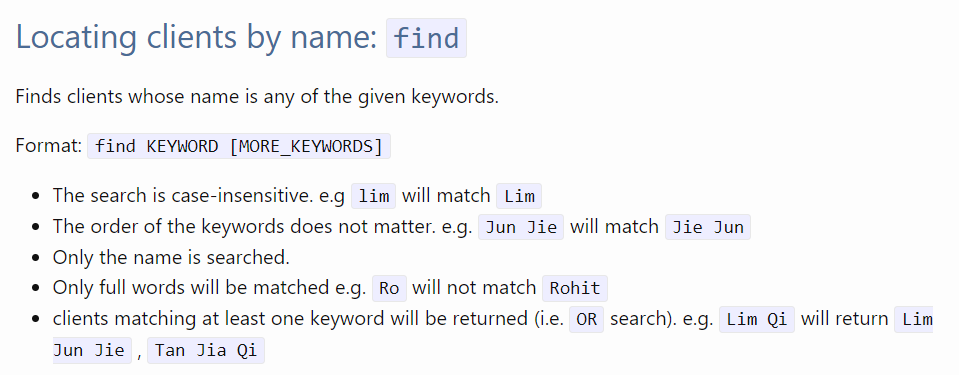 Locating clients by name: find
Finds clients whose name is any of the given keywords.
Format: find KEYWORD [MORE_KEYWORDS]
• The search is case-insensitive. e.g lim will match Lim
• The order of the keywords does not matter. e.g. Jun Jie will match Jie Jun
• Only the name is searched.
• Only full words will be matched e.g. Ro will not match Rohit
• clients matching at least one keyword will be returned (i.e. OR search). e.g. Lim Qi will return Lim
Jun Jie , Tan Jia Qi